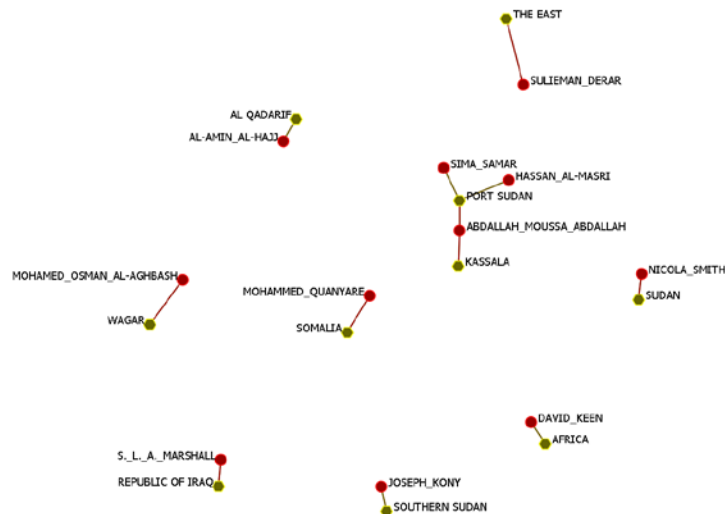 THE EAST
SULIEMAN_DERAR
AL QADARIF
AL-AMIN_AL-HAJJ
SIMA_SAMAR
HASSAN_AL-MASRI
PORT SUDAN
ABDALLAH_MOUSSA_ABDALLAH
KASSALA
MOHAMED_OSMAN_AL-AGHBASH
NICOLA_SMITH
MOHAMMED_QUANYARE
SUDAN
WAGAR
SOMALIA
DAVID_KEEN
AFRICA
S._L._A._MARSHALL
REPUBLIC OF IRAQ
JOSEPH_KONY
SOUTHERN SUDAN